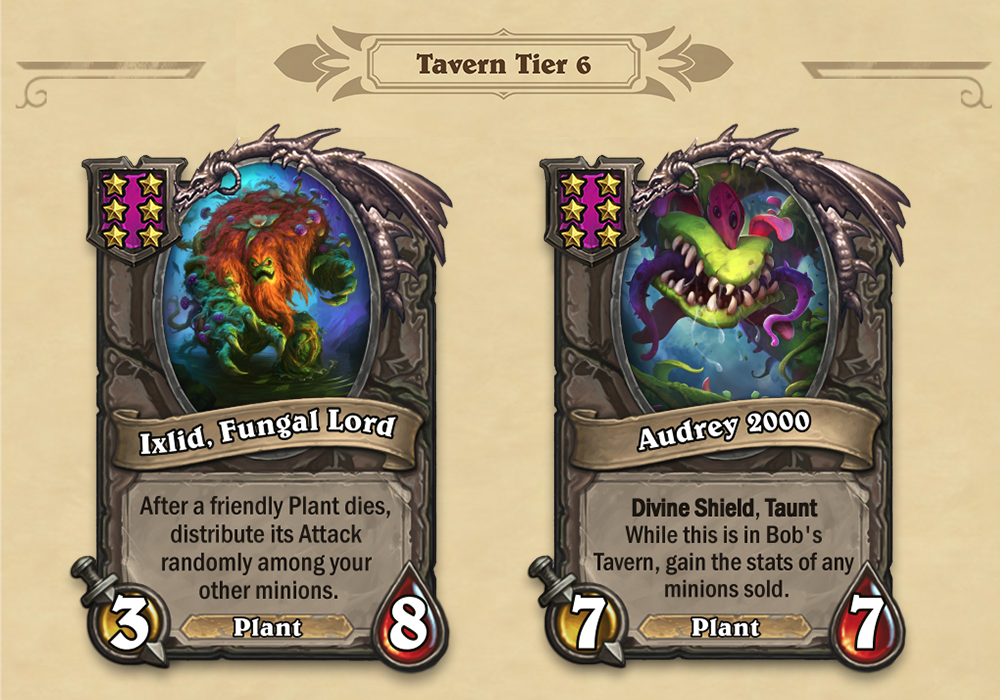 Tavern Tier 6
Ixlid, Fungal Lord
After a friendly Plant dies,
distribute its Attack
randomly among your
other minions.
3
Plant
8
Audrey 2000
Divine Shield, Taunt
While this is in Bob's
Tavern, gain the stats of any
minions sold.
7
Plant
7